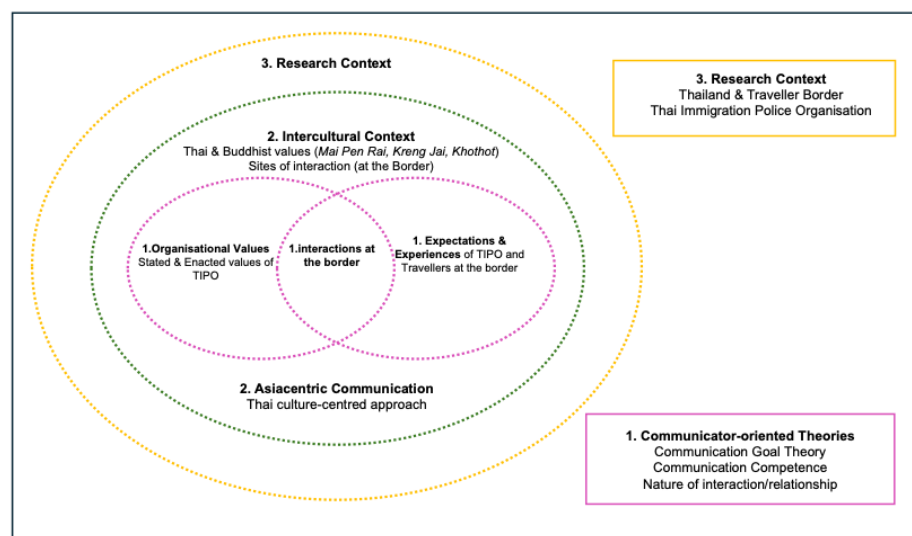 3. Research Context
3. Research Context
Thailand & Traveller Border
Thai Immigration Police Organisation
2. Intercultural Context
Thai & Buddhist values (Mai Pen Rai, Kreng Jai, Khothot)
Sites of interaction (at the Border)
1.Organisational Values
Stated & Enacted values of
TIPO
1.interactions at
the border
1. Expectations &
Experiences of TIPO and
Travellers at the border
2. Asiacentric Communication
Thai culture-centred approach
1. Communicator-oriented Theories
Communication Goal Theory
Communication Competence
Nature of interaction/relationship